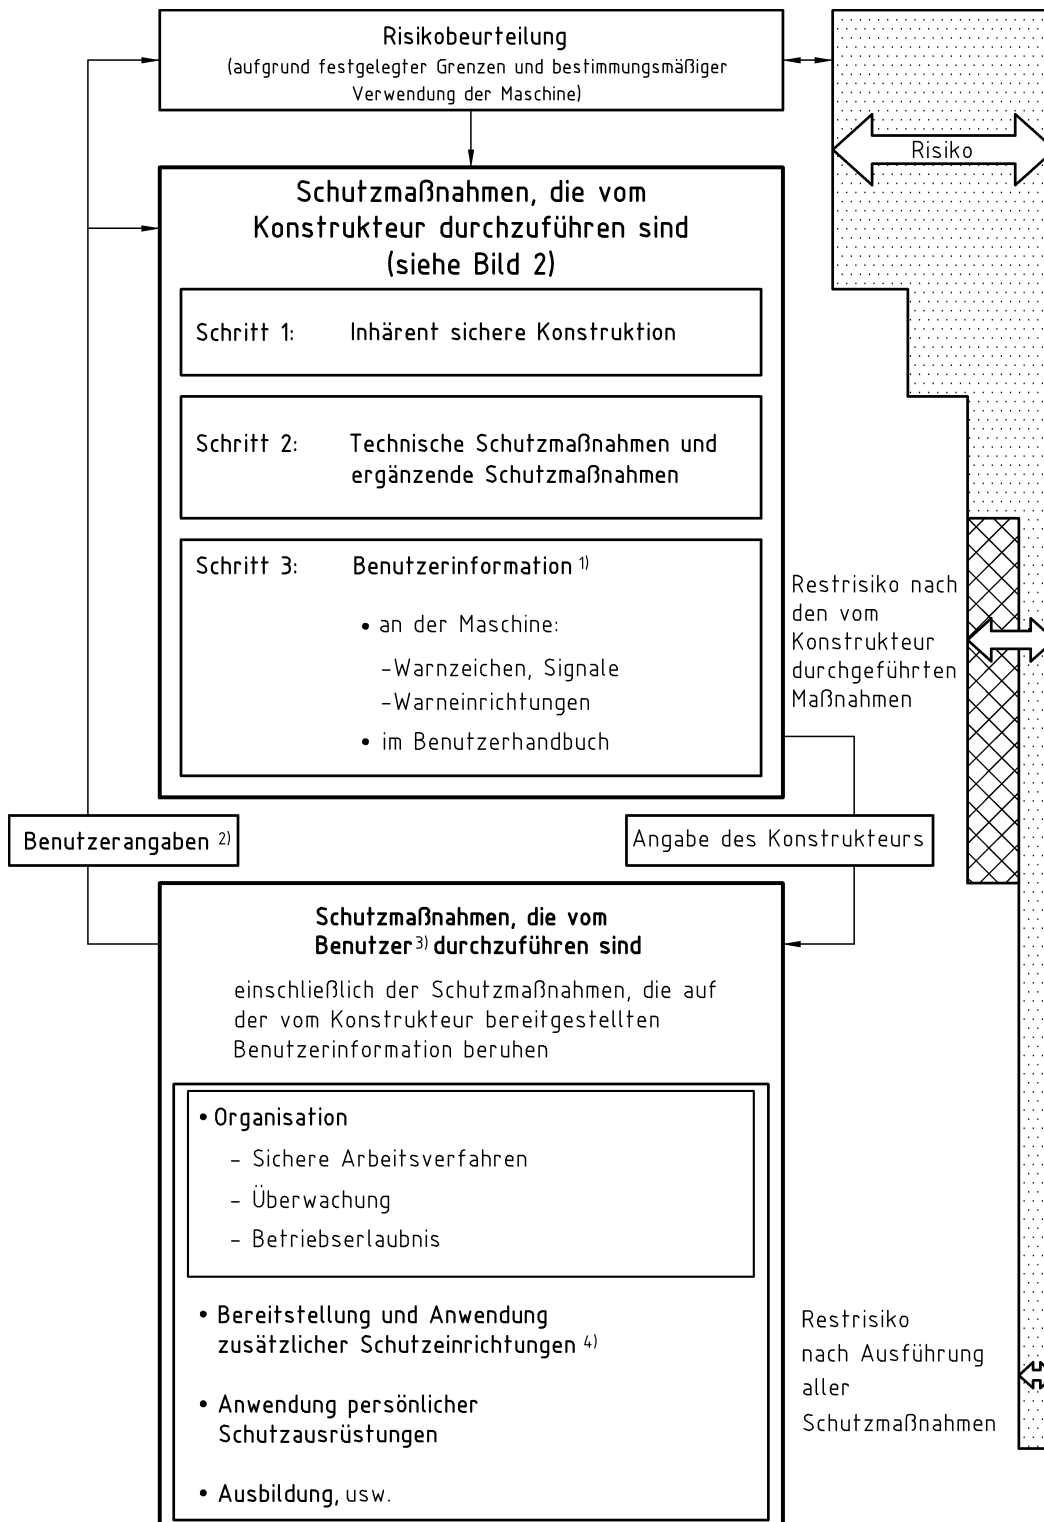 Risikobeurteilung
(aufgrund festgelegter Grenzen und bestimmungsmäßiger
Verwendung der Maschine)
Risiko
Schutzmaßnahmen, die vom
Konstrukteur durchzuführen sind
(siehe Bild 2)
Schritt 1: Inhärent sichere Konstruktion
Schritt 2: Technische Schutzmaßnahmen und
ergänzende Schutzmaßnahmen
Schritt 3: Benutzerinformation 1)
• an der Maschine:
-Warnzeichen, Signale
-Warneinrichtungen
• im Benutzerhandbuch
Restrisiko nach
den vom
Konstrukteur
durchgeführten
Maßnahmen
Benutzerangaben 2)
Angabe des Konstrukteurs
Schutzmaßnahmen, die vom
Benutzer 3) durchzuführen sind
einschließlich der Schutzmaßnahmen, die auf
der vom Konstrukteur bereitgestellten
Benutzerinformation beruhen
• Organisation
- Sichere Arbeitsverfahren
- Überwachung
- Betriebserlaubnis
• Bereitstellung und Anwendung
zusätzlicher Schutzeinrichtungen 4)
• Anwendung persönlicher
Schutzausrüstungen
• Ausbildung, usw.
Restrisiko
nach Ausführung
aller
Schutzmaßnahmen